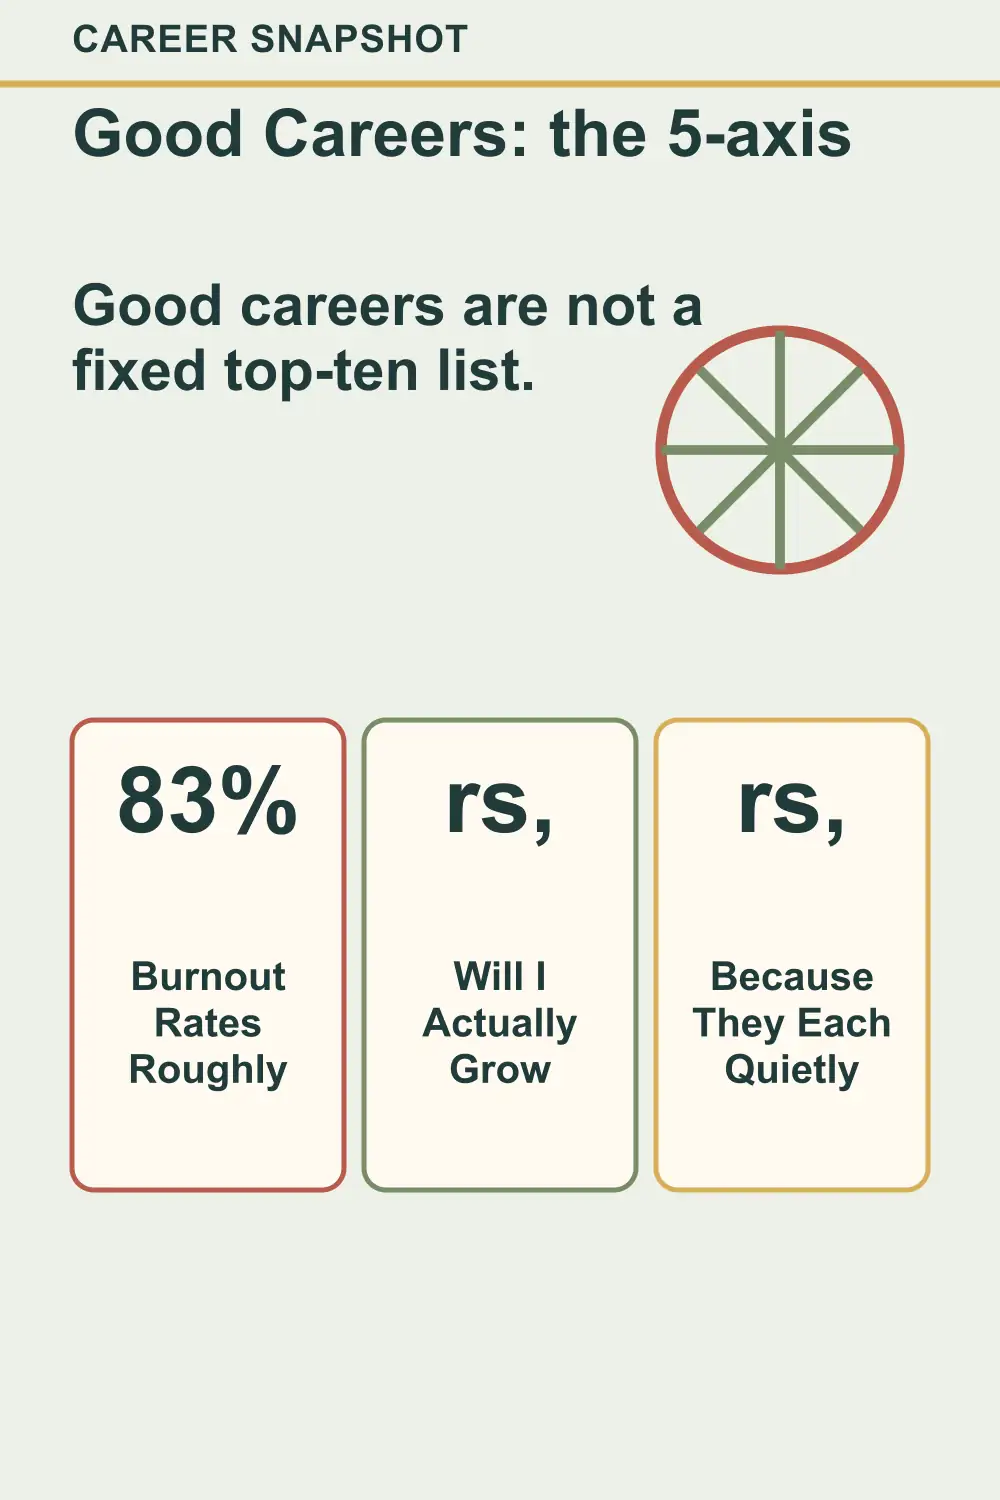 CAREER SNAPSHOT
Good Careers: the 5-axis
Good careers are not a
fixed top-ten list.
83%
Burnout
Rates
Roughly
rs,
Will I
Actually
Grow
rs,
Because
They Each
Quietly